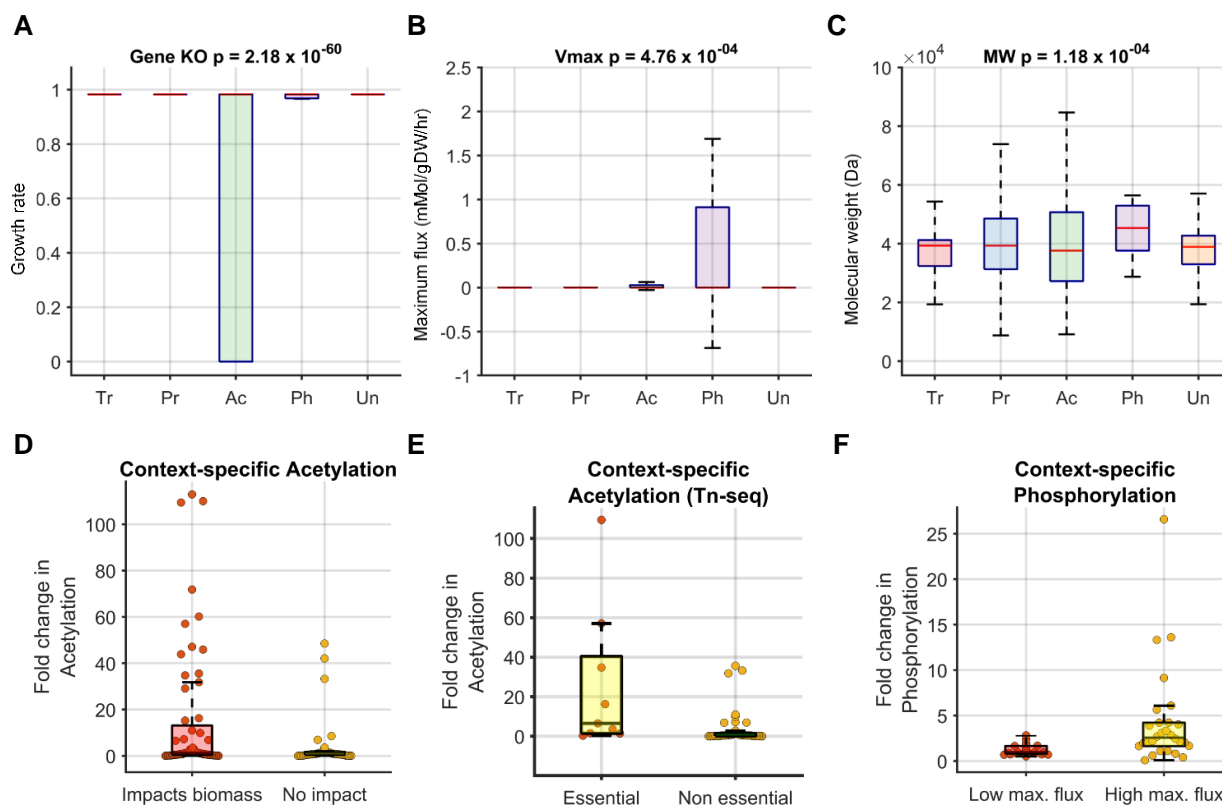 A
Gene KO p = 2.18 x 10^-60
Growth rate
1
0.8
0.6
0.4
0.2
0
Tr Pr Ac Ph Un
B
Vmax p = 4.76 x 10^-04
Maximum flux (mMol/gDW/hr)
2.5
2
1.5
1
0.5
0
-0.5
-1
Tr Pr Ac Ph Un
C
×10^4
MW p = 1.18 x 10^-04
Molecular weight (Da)
10
8
6
4
2
0
Tr Pr Ac Ph Un
D
Context-specific Acetylation
Fold change in
Acetylation
100
80
60
40
20
0
Impacts biomass No impact
E
Context-specific
Acetylation (Tn-seq)
Fold change in
Acetylation
100
80
60
40
20
0
Essential Non essential
F
Context-specific
Phosphorylation
Fold change in
Phosphorylation
25
20
15
10
5
0
Low max. flux High max. flux